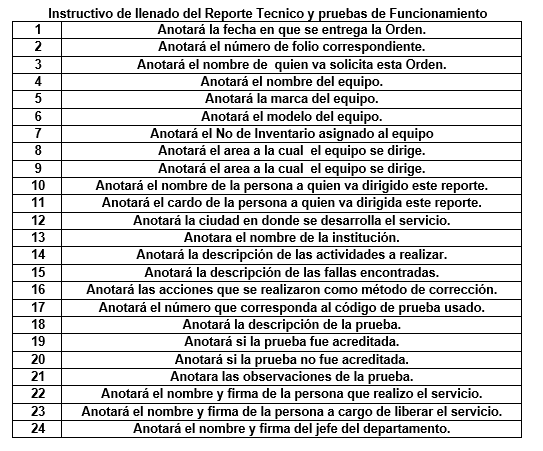 Instructivo de llenado del Reporte Tecnico y pruebas de Funcionamiento
1 Anotará la fecha en que se entrega la Orden.
2 Anotará el número de folio correspondiente.
3 Anotará el nombre de quien va solicita esta Orden.
4 Anotará el nombre del equipo.
5 Anotará la marca del equipo.
6 Anotará el modelo del equipo.
7 Anotará el No de Inventario asignado al equipo
8 Anotará el area a la cual el equipo se dirige.
9 Anotará el area a la cual el equipo se dirige.
10 Anotará el nombre de la persona a quien va dirigido este reporte.
11 Anotará el cardo de la persona a quien va dirigida este reporte.
12 Anotará la ciudad en donde se desarrolla el servicio.
13 Anotara el nombre de la institución.
14 Anotará la descripción de las actividades a realizar.
15 Anotará la descripción de las fallas encontradas.
16 Anotará las acciones que se realizaron como método de corrección.
17 Anotará el número que corresponda al código de prueba usado.
18 Anotará la descripción de la prueba.
19 Anotará si la prueba fue acreditada.
20 Anotará si la prueba no fue acreditada.
21 Anotara las observaciones de la prueba.
22 Anotará el nombre y firma de la persona que realizo el servicio.
23 Anotará el nombre y firma de la persona a cargo de liberar el servicio.
24 Anotará el nombre y firma del jefe del departamento.